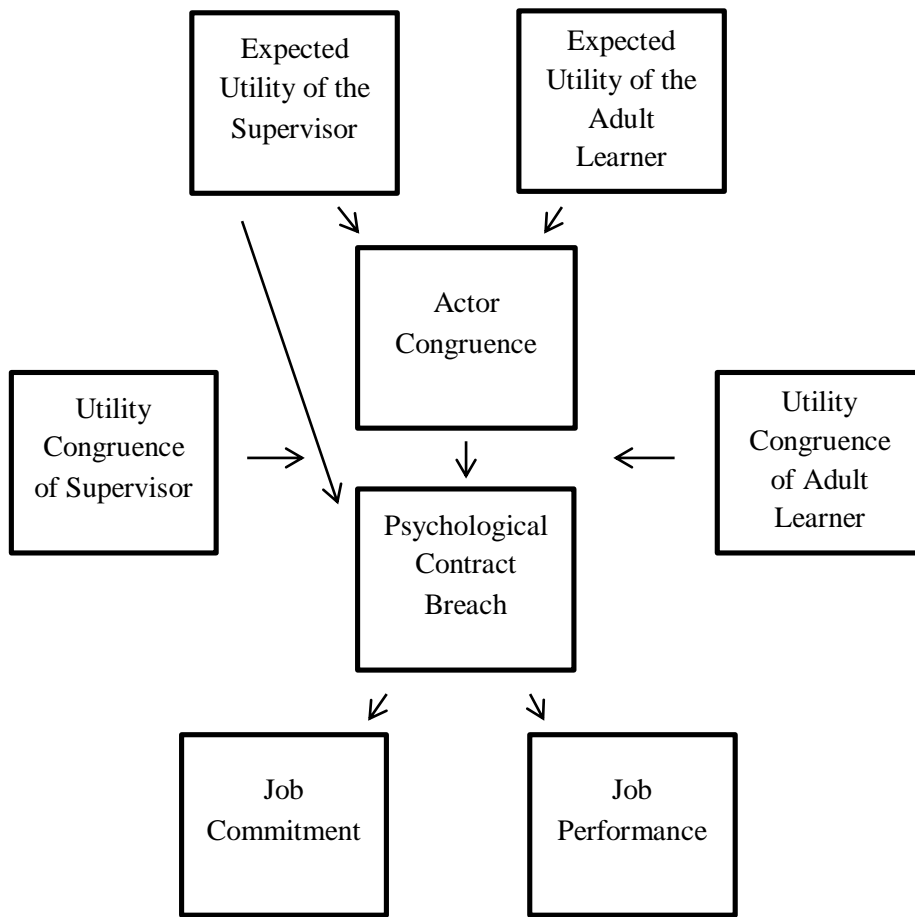 Expected
Utility of the
Supervisor
Expected
Utility of the
Adult
Learner
Actor
Congruence
Utility
Congruence
of Supervisor
Utility
Congruence
of Adult
Learner
Psychological
Contract
Breach
Job
Commitment
Job
Performance